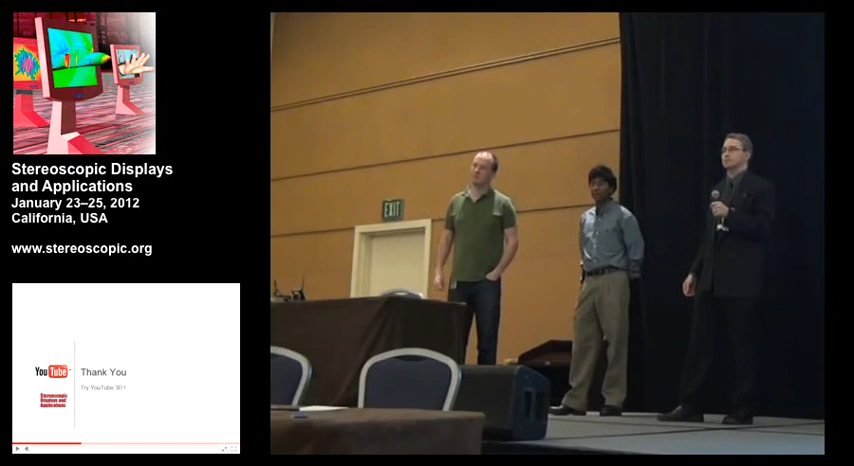 Stereoscopic Displays
and Applications
January 23–25, 2012
California, USA
www.stereoscopic.org
YouTube
Thank You
Try YouTube 3D!
Stereoscopic
Displays and
Applications
EXIT